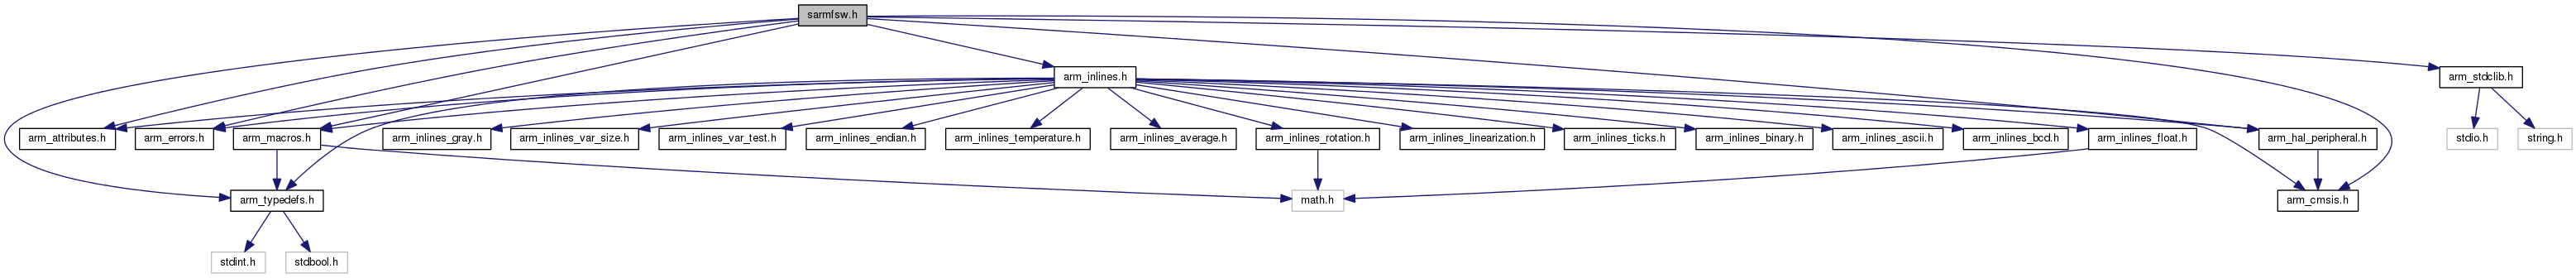 sarmfsw.h
arm_inlines.h
arm_stdclib.h
arm_attributes.h
arm_errors.h
arm_macros.h
arm_inlines_gray.h
arm_inlines_var_size.h
arm_inlines_var_test.h
arm_inlines_endian.h
arm_inlines_temperature.h
arm_inlines_average.h
arm_inlines_rotation.h
arm_inlines_linearization.h
arm_inlines_ticks.h
arm_inlines_binary.h
arm_inlines_ascii.h
arm_inlines_bcd.h
arm_inlines_float.h
arm_hal_peripheral.h
stdio.h
string.h
arm_typedefs.h
math.h
arm_cmsis.h
stdint.h
stdbool.h